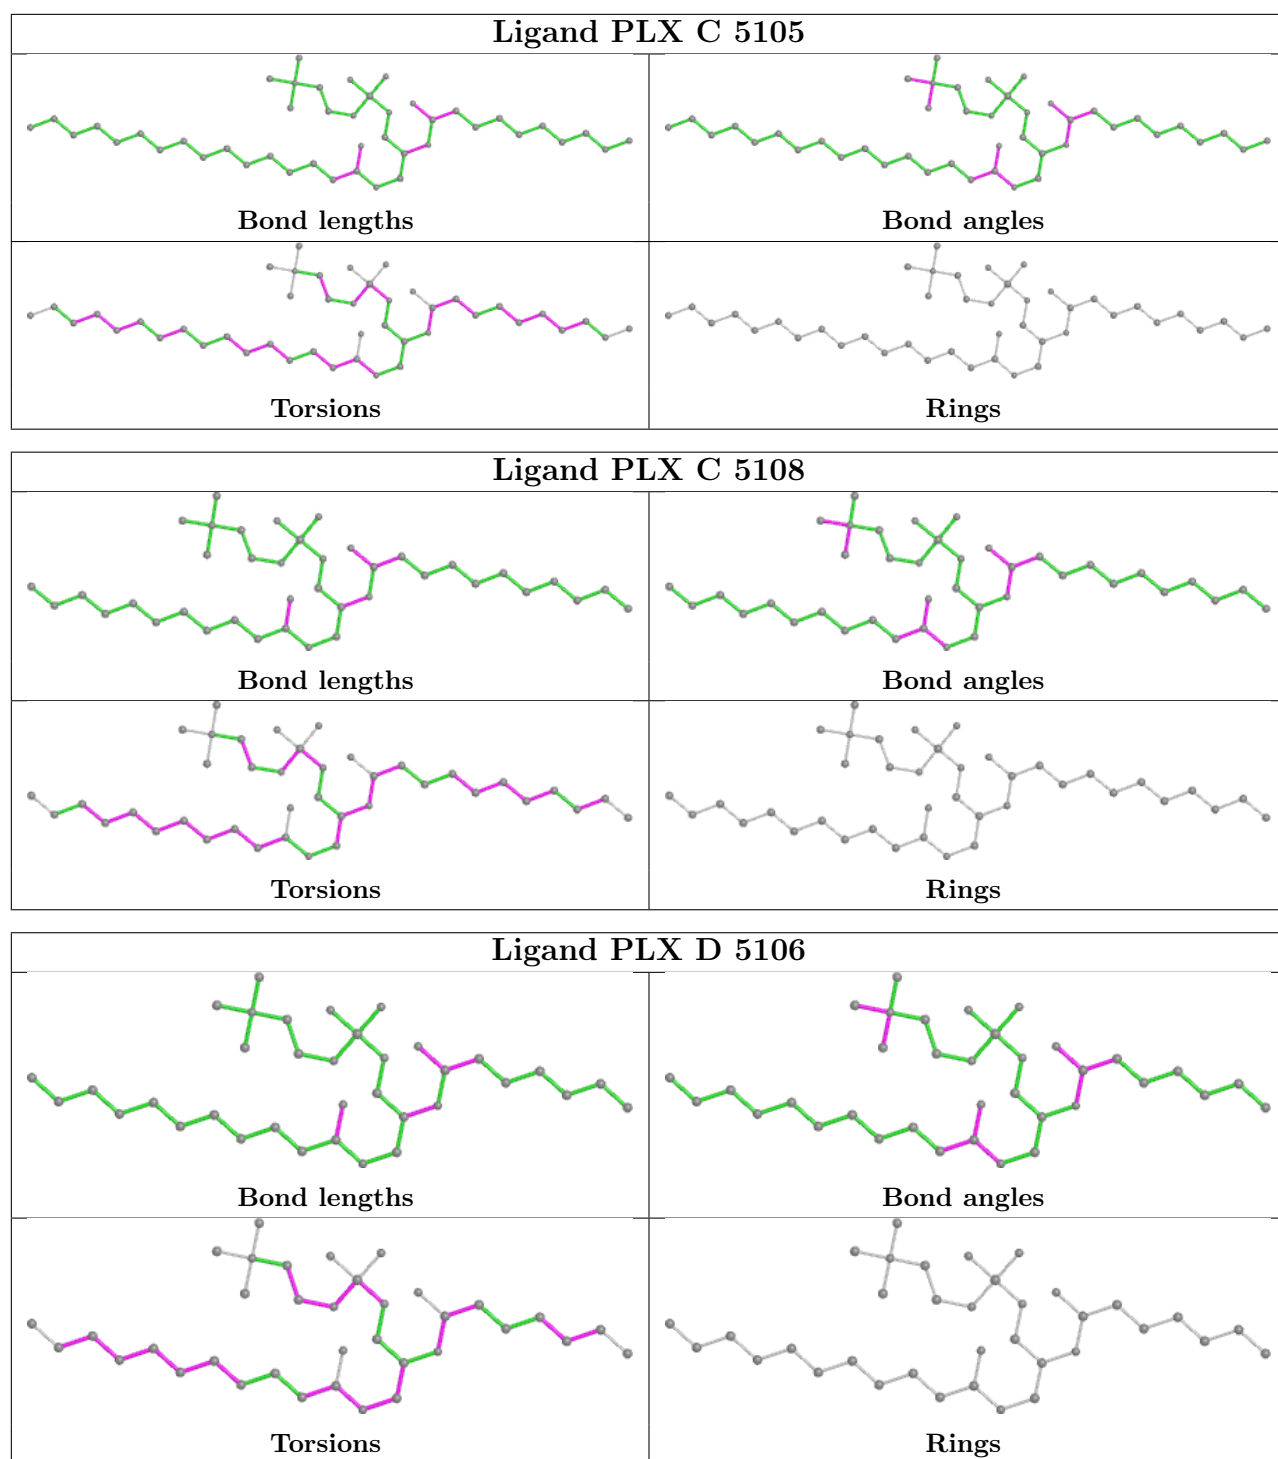 Ligand PLX C 5105
Bond lengths
Bond angles
Torsions
Rings
Ligand PLX C 5108
Bond lengths
Bond angles
Torsions
Rings
Ligand PLX D 5106
Bond lengths
Bond angles
Torsions
Rings